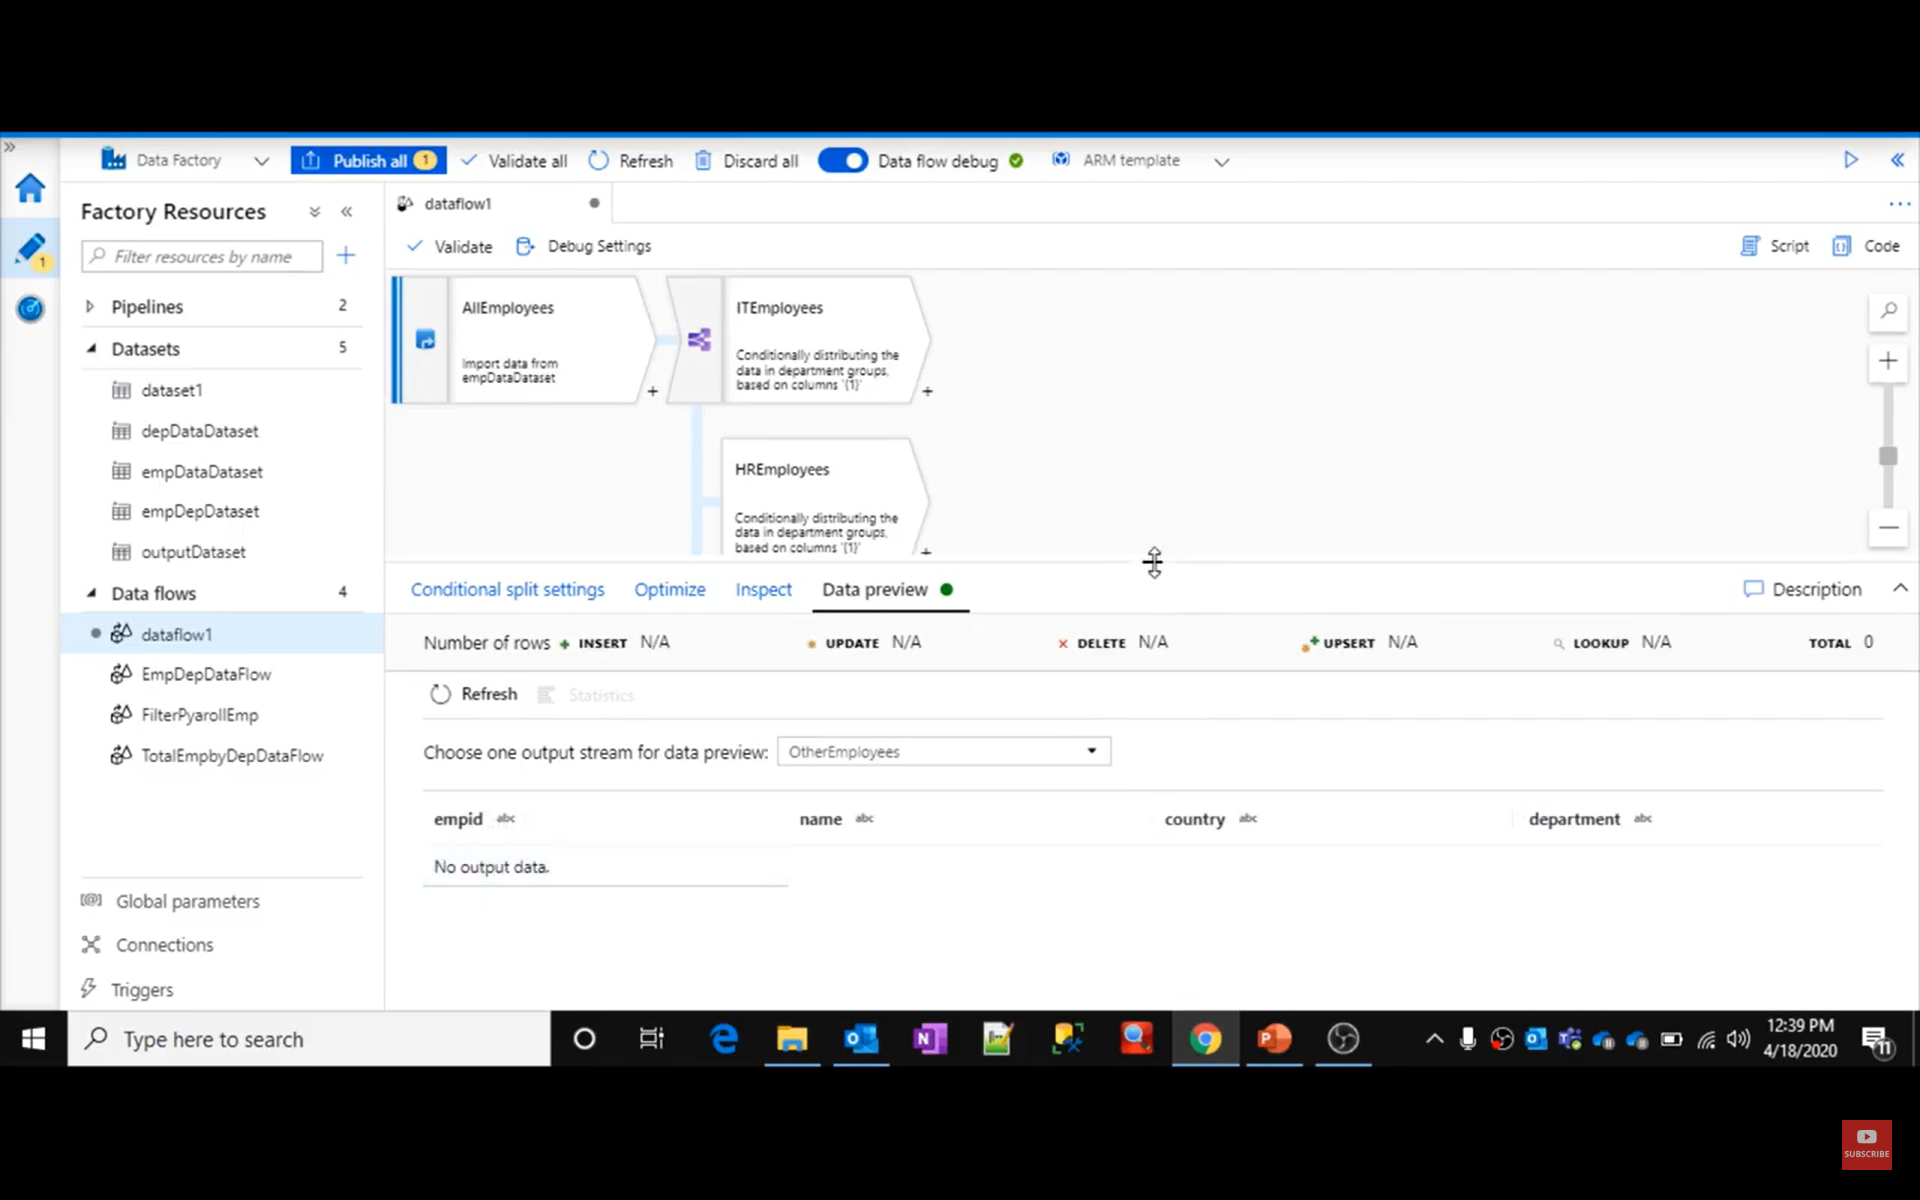 Data Factory
Publish all 1
Validate all
Refresh
Discard all
Data flow debug
ARM template
1
Factory Resources
Filter resources by name
Pipelines 2
Datasets 5
dataset1
depDataDataset
empDataDataset
empDepDataset
outputDataset
Data flows 4
dataflow1
EmpDepDataFlow
FilterPyarollEmp
TotalEmpbyDepDataFlow
Global parameters
Connections
Triggers
dataflow1
Validate
Debug Settings
Script
Code
AllEmployees
Import data from
empDataDataset
ITEmployees
Conditionally distributing the
data in department groups,
based on columns '{1}'
HREmployees
Conditionally distributing the
data in department groups,
based on columns '{1}'
Conditional split settings
Optimize
Inspect
Data preview
Description
Number of rows
INSERT N/A
UPDATE N/A
DELETE N/A
UPSERT N/A
LOOKUP N/A
TOTAL 0
Refresh
Statistics
Choose one output stream for data preview: OtherEmployees
empid abc
name abc
country abc
department abc
No output data.
Type here to search
12:39 PM
4/18/2020
11
SUBSCRIBE